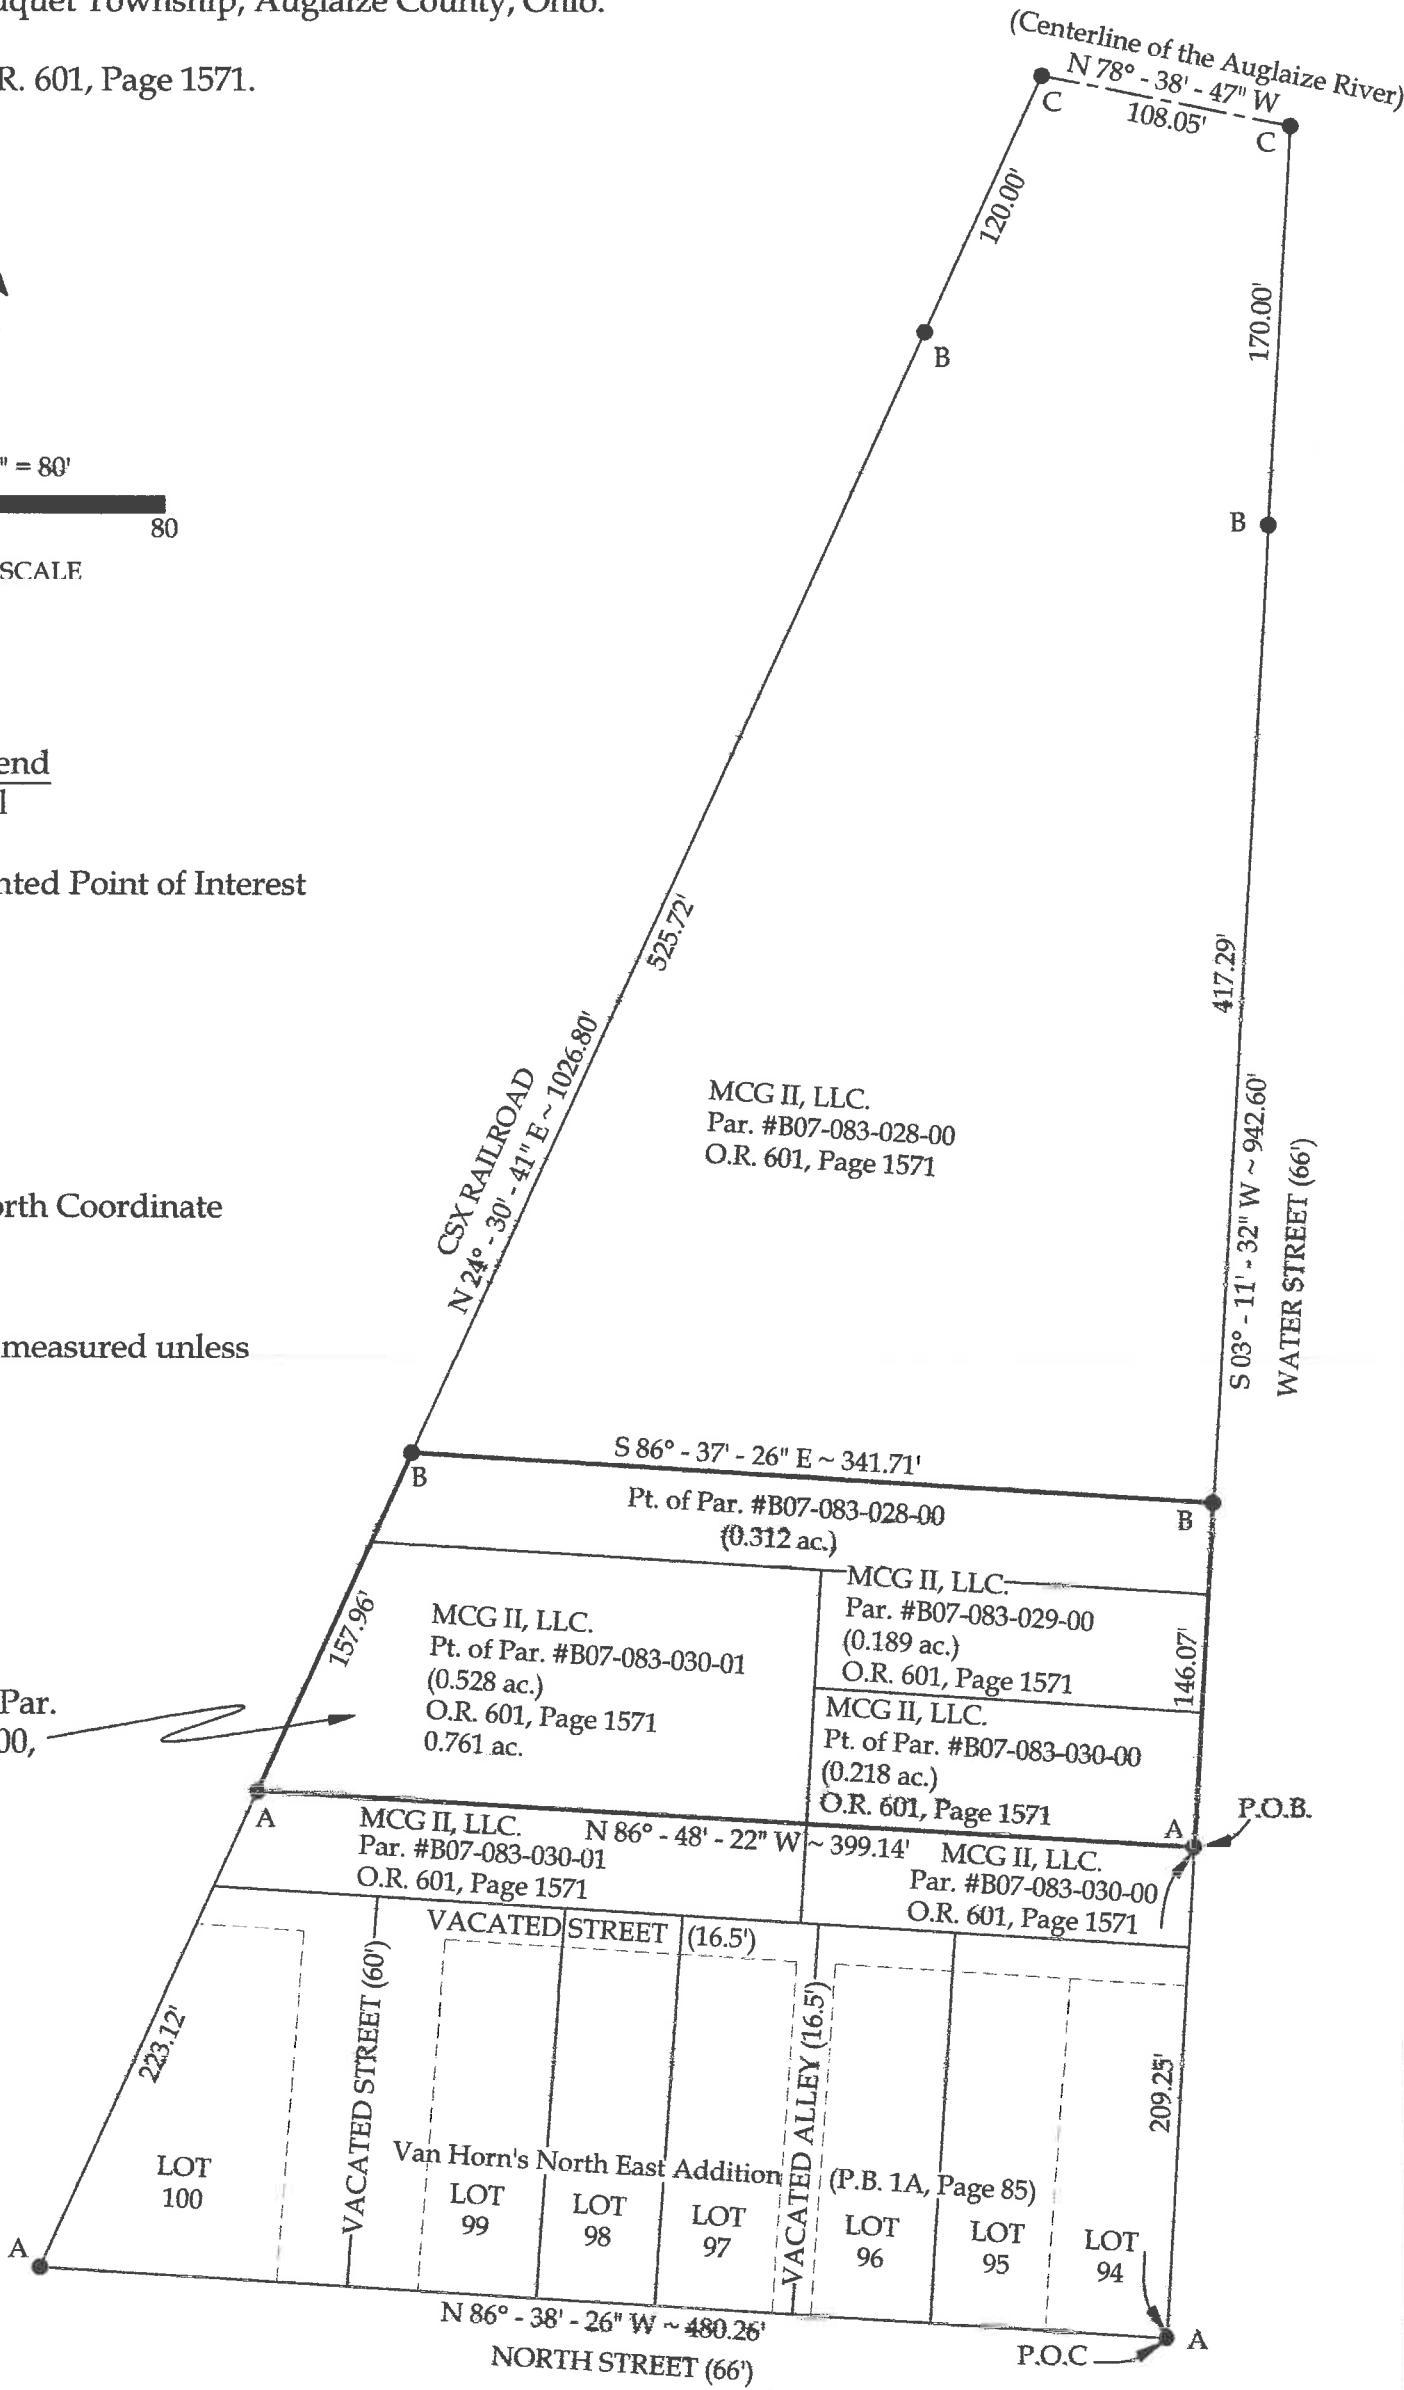 Township, Auglaize County, Ohio.
R. 601, Page 1571.
(Centerline of the Auglaize River)
N 78° - 38' - 47" W
108.05'
C
C
120.00'
170.00'
B
B
" = 80'
80
SCALE
Point of Interest
525.72'
417.29'
CSX RAILROAD
N 24° - 30' - 41" E ~ 1026.80'
MCG II, LLC.
Par. #B07-083-028-00
O.R. 601, Page 1571
S 03° - 11' - 32" W ~ 942.60'
WATER STREET (66')
Coordinate
measured unless
S 86° - 37' - 26" E ~ 341.71'
B
B
Pt. of Par. #B07-083-028-00
(0.312 ac.)
157.96'
MCG II, LLC.
Pt. of Par. #B07-083-030-01
(0.528 ac.)
O.R. 601, Page 1571
0.761 ac.
MCG II, LLC.
Par. #B07-083-029-00
(0.189 ac.)
O.R. 601, Page 1571
146.07'
MCG II, LLC.
Pt. of Par. #B07-083-030-00
(0.218 ac.)
O.R. 601, Page 1571
Par.
00,
A
A
P.O.B.
N 86° - 48' - 22" W ~ 399.14'
MCG II, LLC.
Par. #B07-083-030-01
O.R. 601, Page 1571
MCG II, LLC.
Par. #B07-083-030-00
O.R. 601, Page 1571
VACATED STREET (16.5')
VACATED STREET (60')
VACATED ALLEY (16.5')
223.12'
209.25'
Van Horn's North East Addition (P.B. 1A, Page 85)
LOT
100
LOT
99
LOT
98
LOT
97
LOT
96
LOT
95
LOT
94
A
A
N 86° - 38' - 26" W ~ 480.26'
NORTH STREET (66')
P.O.C